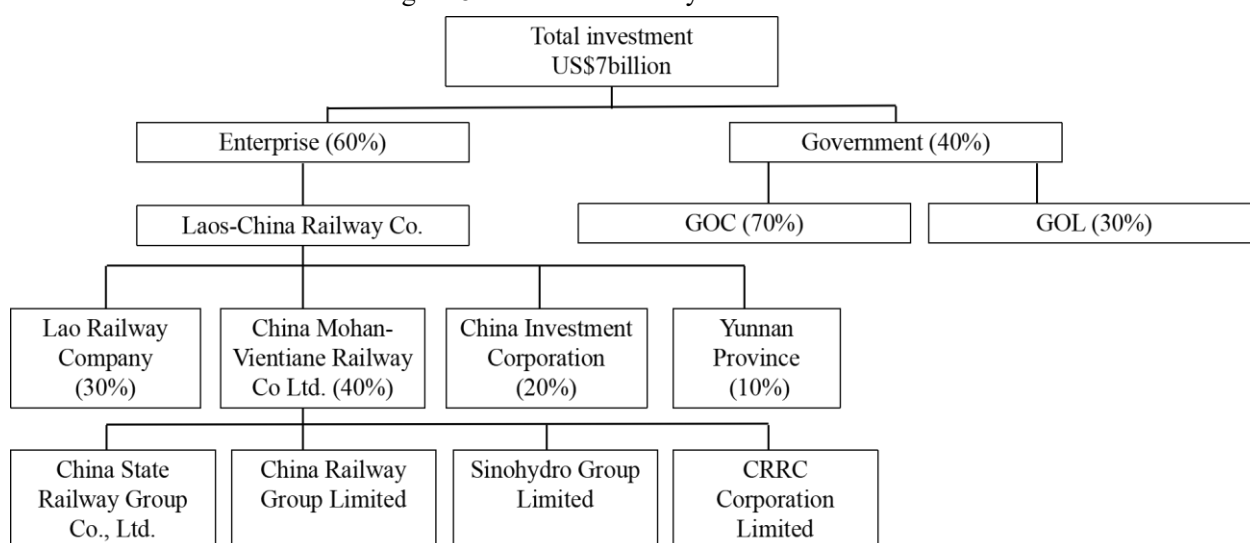 Total investment
US$7billion
Enterprise (60%)
Government (40%)
Laos-China Railway Co.
GOC (70%)
GOL (30%)
Lao Railway
Company
(30%)
China Mohan-
Vientiane Railway
Co Ltd. (40%)
China Investment
Corporation
(20%)
Yunnan
Province
(10%)
China State
Railway Group
Co., Ltd.
China Railway
Group Limited
Sinohydro Group
Limited
CRRC
Corporation
Limited